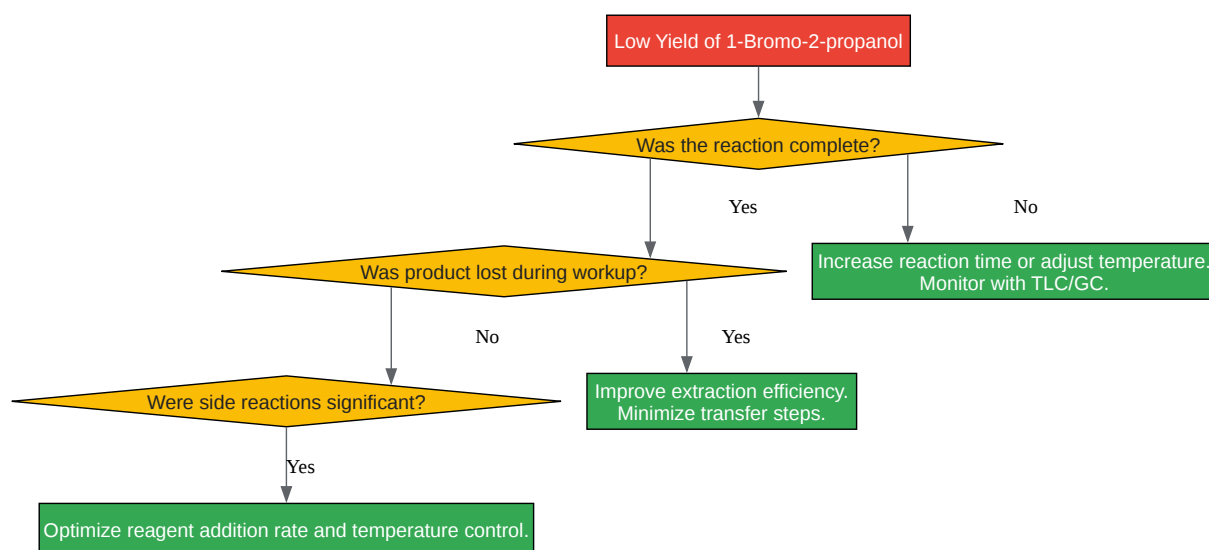 Low Yield of 1-Bromo-2-propanol
Was the reaction complete?
Yes
No
Was product lost during workup?
Increase reaction time or adjust temperature.
Monitor with TLC/GC.
No
Yes
Were side reactions significant?
Improve extraction efficiency.
Minimize transfer steps.
Yes
Optimize reagent addition rate and temperature control.